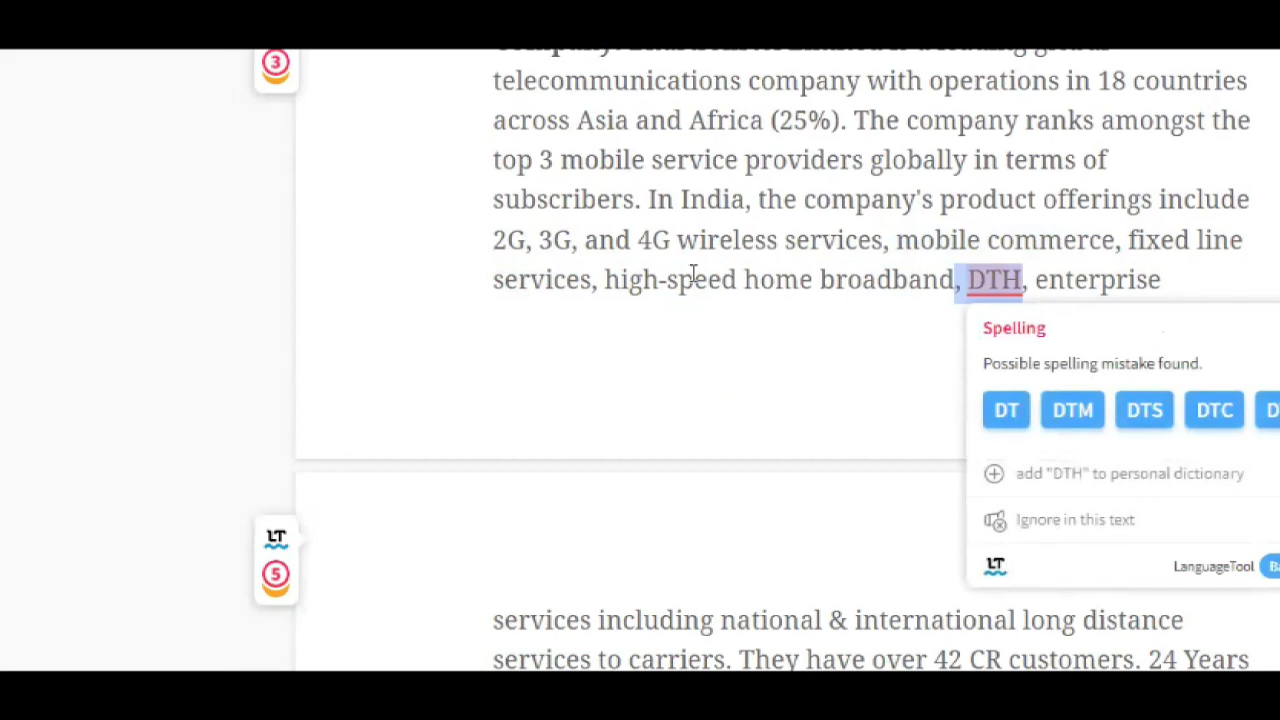 3
telecommunications company with operations in 18 countries
across Asia and Africa (25%). The company ranks amongst the
top 3 mobile service providers globally in terms of
subscribers. In India, the company's product offerings include
2G, 3G, and 4G wireless services, mobile commerce, fixed line
services, high-speed home broadband, DTH, enterprise
Spelling
Possible spelling mistake found.
DT DTM DTS DTC
add "DTH" to personal dictionary
Ignore in this text
LT
LanguageTool
LT
5
services including national & international long distance
services to carriers. They have over 42 CR customers. 24 Years